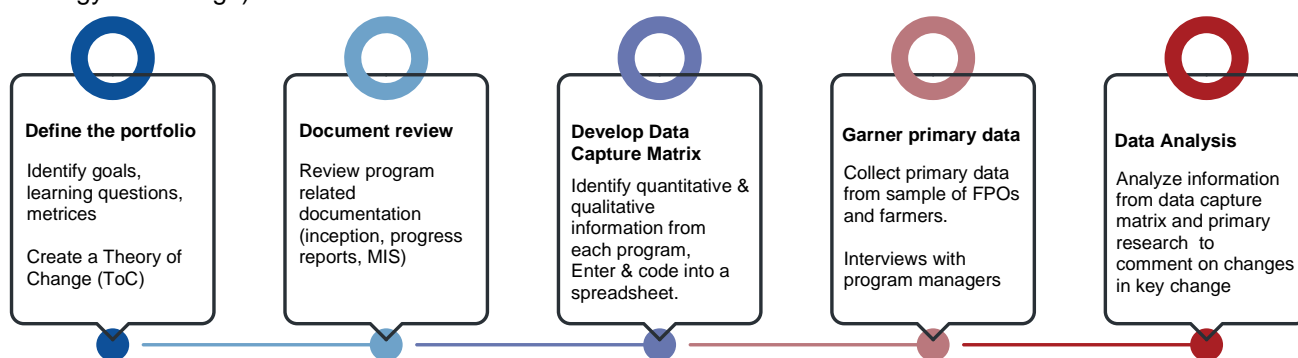 Define the portfolio
Identify goals,
learning questions,
metrices
Create a Theory of
Change (ToC)
Document review
Review program
related
documentation
(inception, progress
reports, MIS)
Develop Data
Capture Matrix
Identify quantitative &
qualitative
information from
each program,
Enter & code into a
spreadsheet.
Garner primary data
Collect primary data
from sample of FPOs
and farmers.
Interviews with
program managers
Data Analysis
Analyze information
from data capture
matrix and primary
research to
comment on changes
in key change